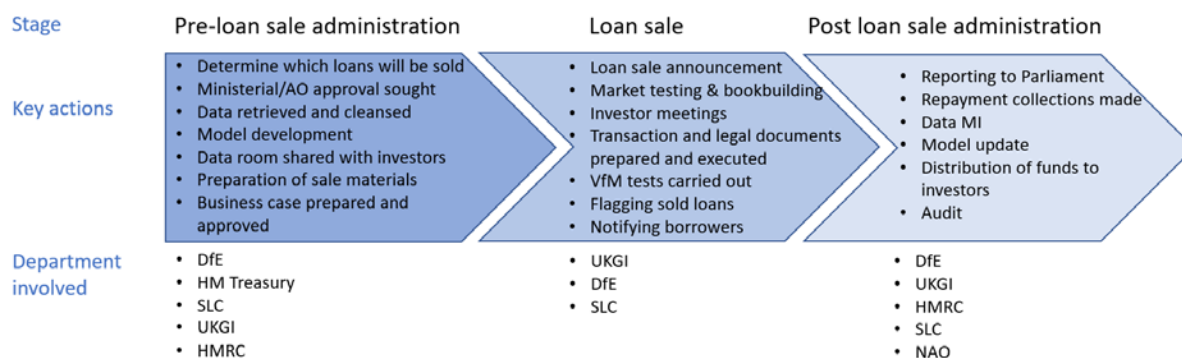 Stage
Pre-loan sale administration
Loan sale
Post loan sale administration
Key actions
• Determine which loans will be sold
• Ministerial/AO approval sought
• Data retrieved and cleansed
• Model development
• Data room shared with investors
• Preparation of sale materials
• Business case prepared and
approved
• Loan sale announcement
• Market testing & bookbuilding
• Investor meetings
• Transaction and legal documents
prepared and executed
• VfM tests carried out
• Flagging sold loans
• Notifying borrowers
• Reporting to Parliament
• Repayment collections made
• Data MI
• Model update
• Distribution of funds to
investors
• Audit
Department
involved
• DfE
• HM Treasury
• SLC
• UKGI
• HMRC
• UKGI
• DfE
• SLC
• DfE
• UKGI
• HMRC
• SLC
• NAO